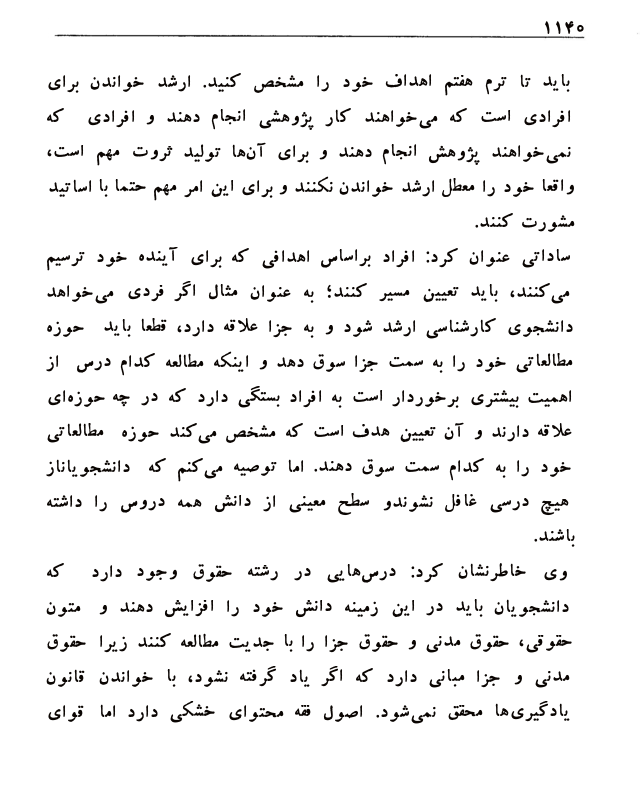 ۱۱۴۰
باید تا ترم هفتم اهداف خود را مشخص کنید. ارشد خواندن برای
افرادی است که می‌خواهند کار پژوهشی انجام دهند و افرادی که
نمی‌خواهند پژوهش انجام دهند و برای آن‌ها تولید ثروت مهم است،
واقعا خود را معطل ارشد خواندن نکنند و برای این امر مهم حتما با اساتید
مشورت کنند.
ساداتی عنوان کرد: افراد براساس اهدافی که برای آینده خود ترسیم
می‌کنند، باید تعیین مسیر کنند؛ به عنوان مثال اگر فردی می‌خواهد
دانشجوی کارشناسی ارشد شود و به جزا علاقه دارد، قطعا باید حوزه
مطالعاتی خود را به سمت جزا سوق دهد و اینکه مطالعه کدام درس از
اهمیت بیشتری برخوردار است به افراد بستگی دارد که در چه حوزه‌ای
علاقه دارند و آن تعیین هدف است که مشخص می‌کند حوزه مطالعاتی
خود را به کدام سمت سوق دهند. اما توصیه می‌کنم که دانشجویاناز
هیچ درسی غافل نشوندو سطح معینی از دانش همه دروس را داشته
باشند.
وی خاطرنشان کرد: درس‌هایی در رشته حقوق وجود دارد که
دانشجویان باید در این زمینه دانش خود را افزایش دهند و متون
حقوقی، حقوق مدنی و حقوق جزا را با جدیت مطالعه کنند زیرا حقوق
مدنی و جزا مبانی دارد که اگر یاد گرفته نشود، با خواندن قانون
یادگیری‌ها محقق نمی‌شود. اصول فقه محتوای خشکی دارد اما قوای